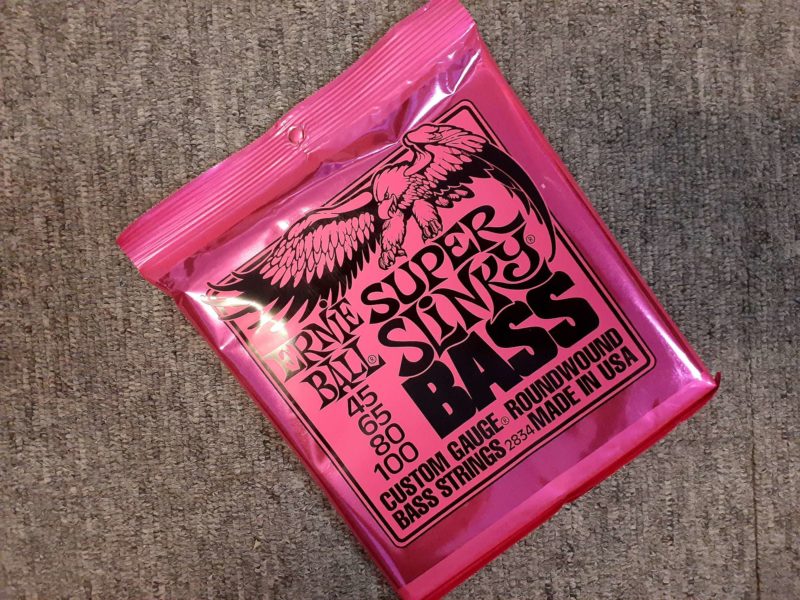 ERNIE
BALL®
SUPER
SLINKY®
BASS
45
65
80
100
CUSTOM GAUGE® ROUNDWOUND
BASS STRINGS 2834 MADE IN USA